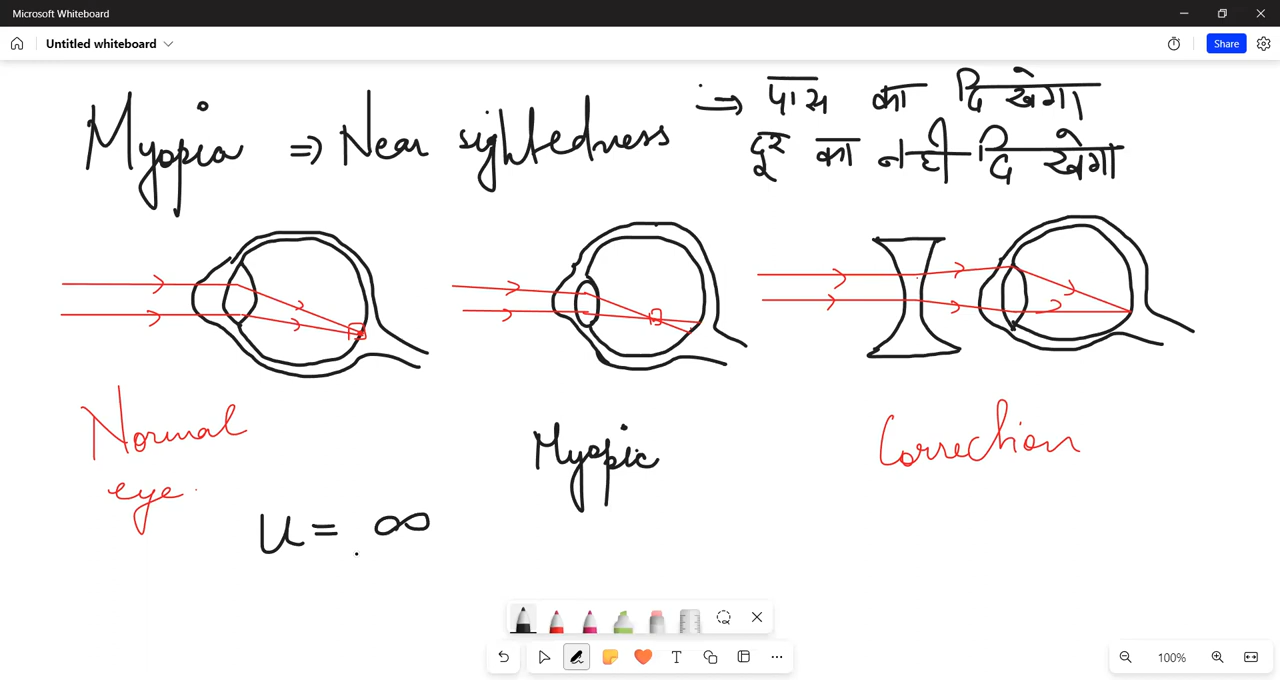 Microsoft Whiteboard
Untitled whiteboard
Share
Myopia ⇒ Near sightedness ⇒ पास का दिखेगा
दूर का नही दिखेगा
Normal
eye
Myopic
Correction
u = ∞
T
100%